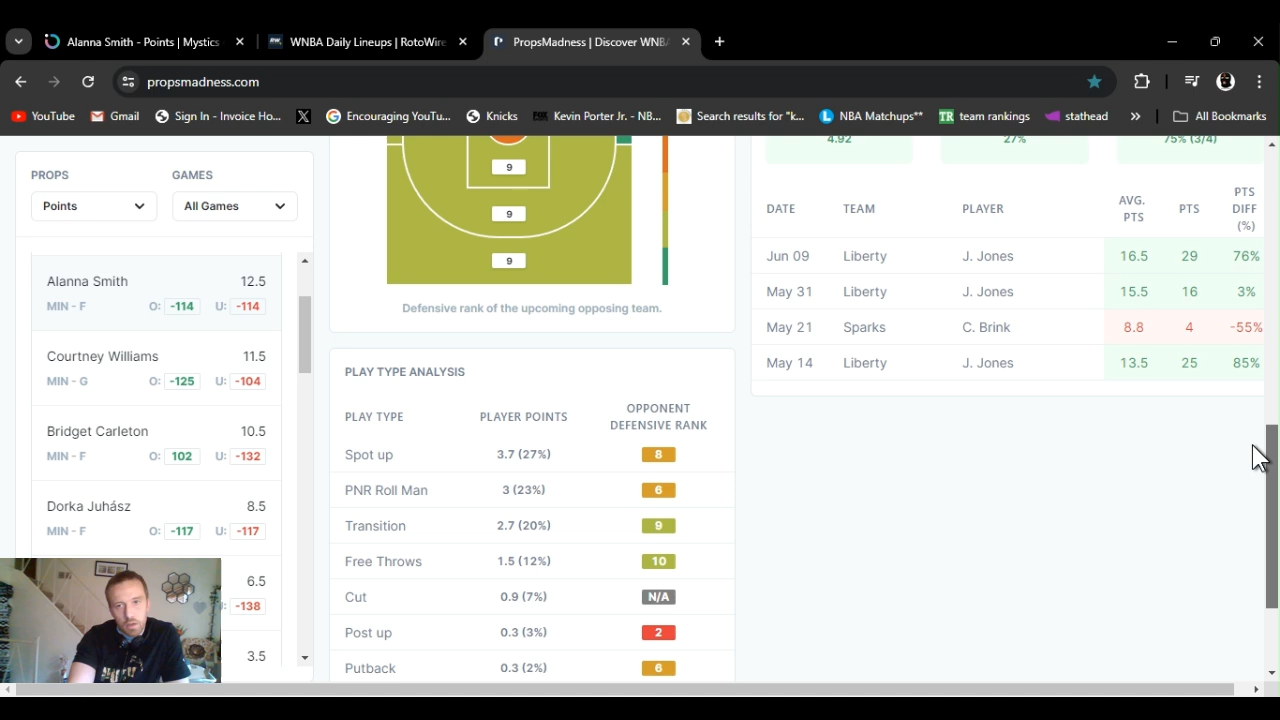 Alanna Smith - Points | Mystics
WNBA Daily Lineups | RotoWire
PropsMadness | Discover WNBA
propsmadness.com
YouTube
Gmail
Sign In - Invoice Ho...
Encouraging YouTu...
Knicks
Kevin Porter Jr. - NB...
Search results for "k...
NBA Matchups**
team rankings
stathead
All Bookmarks
PROPS
GAMES
Points
All Games
Alanna Smith 12.5
MIN - F O: -114 U: -114
Courtney Williams 11.5
MIN - G O: -125 U: -104
Bridget Carleton 10.5
MIN - F O: 102 U: -132
Dorka Juhász 8.5
MIN - F O: -117 U: -117
6.5
-138
3.5
9
9
9
Defensive rank of the upcoming opposing team.
PLAY TYPE ANALYSIS
PLAY TYPE PLAYER POINTS OPPONENT DEFENSIVE RANK
Spot up 3.7 (27%) 8
PNR Roll Man 3 (23%) 6
Transition 2.7 (20%) 9
Free Throws 1.5 (12%) 10
Cut 0.9 (7%) N/A
Post up 0.3 (3%) 2
Putback 0.3 (2%) 6
4.92 27% 75% (3/4)
DATE TEAM PLAYER AVG. PTS PTS PTS DIFF (%)
Jun 09 Liberty J. Jones 16.5 29 76%
May 31 Liberty J. Jones 15.5 16 3%
May 21 Sparks C. Brink 8.8 4 -55%
May 14 Liberty J. Jones 13.5 25 85%